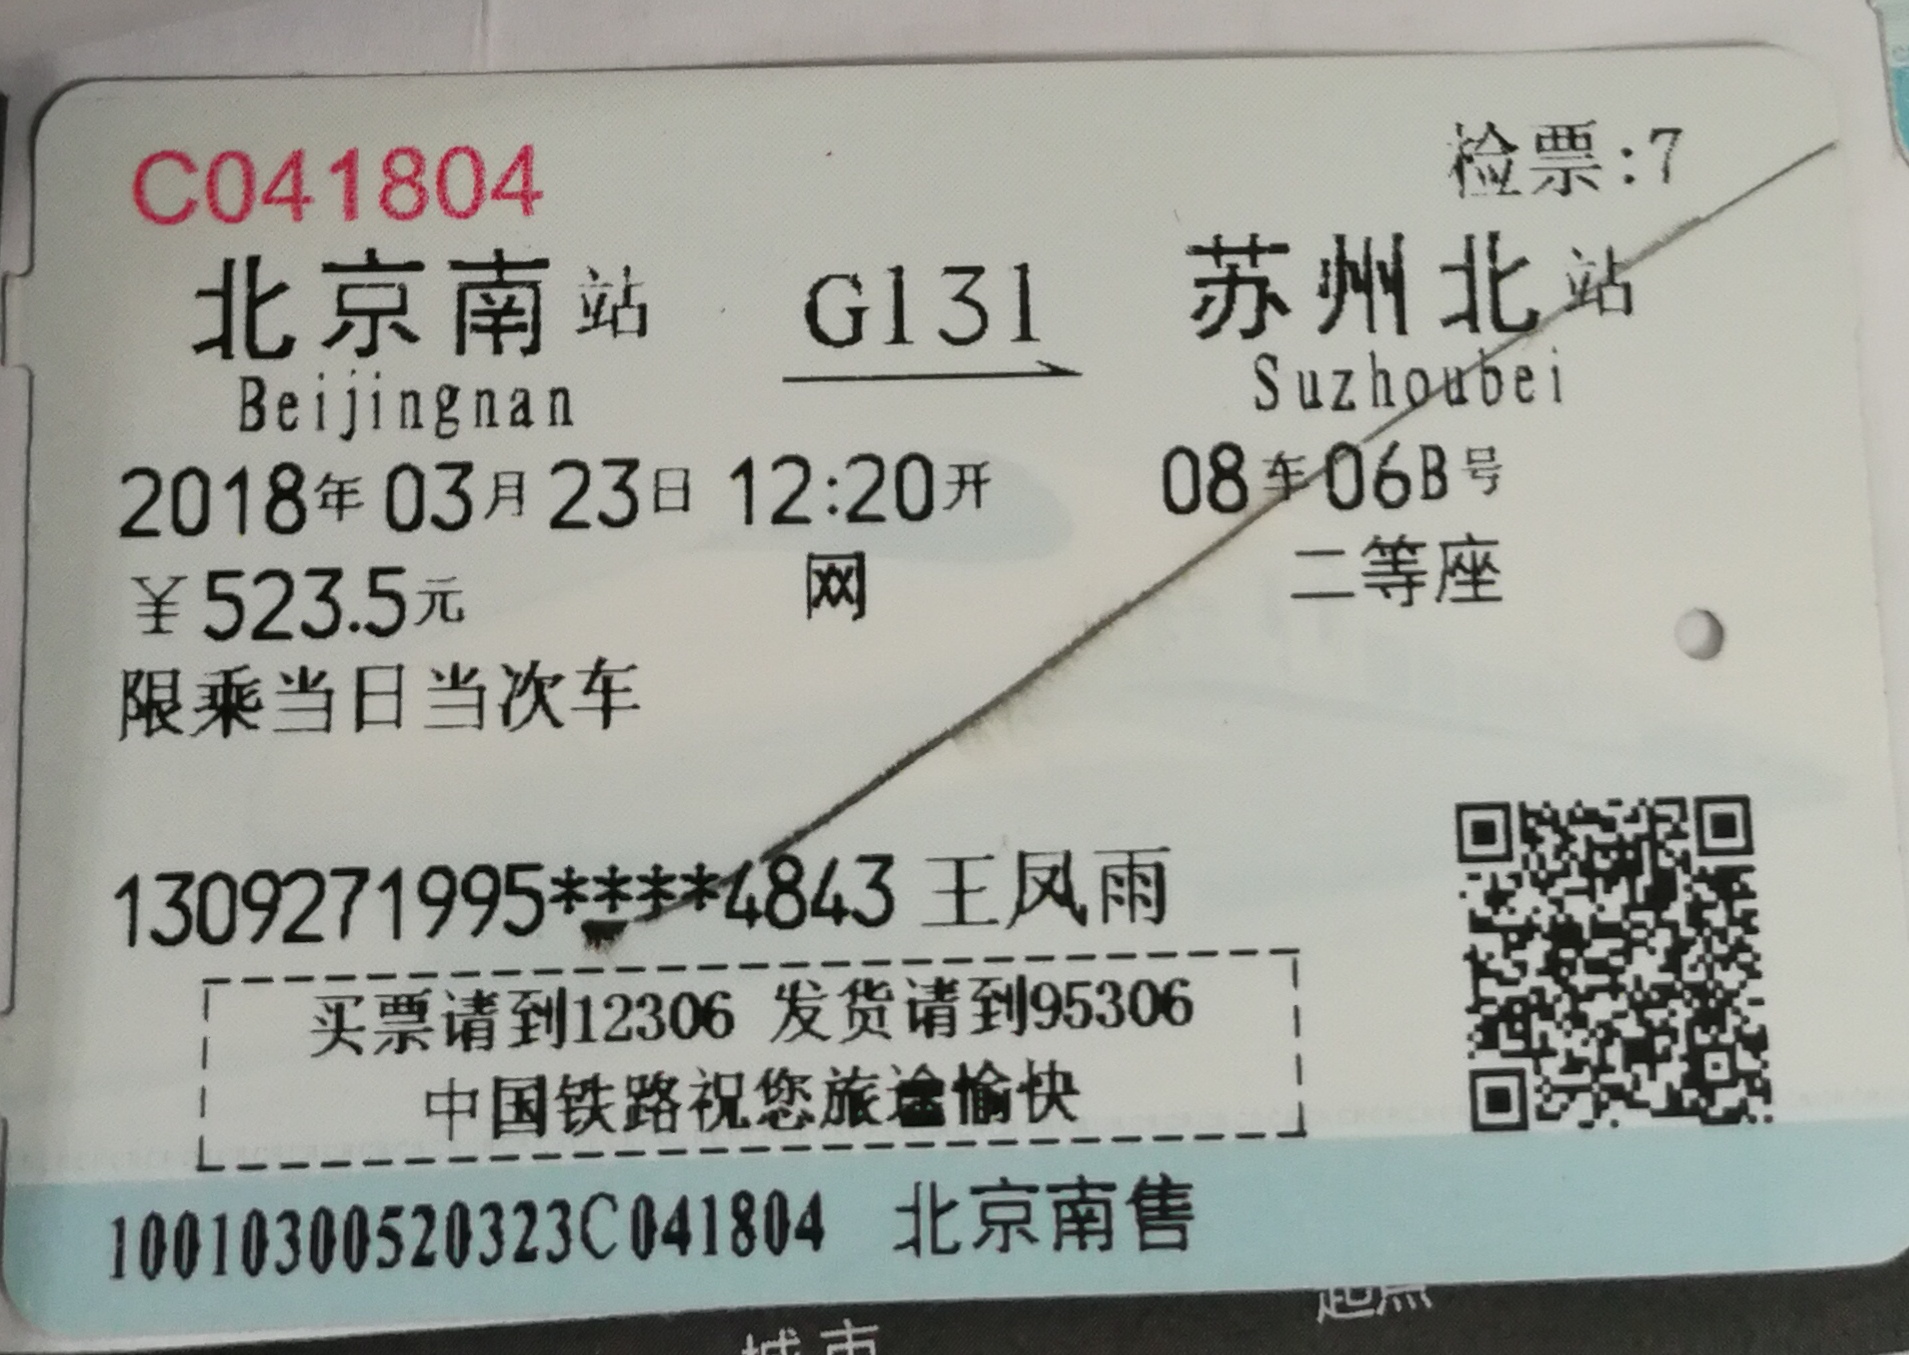 C041804 检票:7
北京南站 G131 苏州北站
Beijingnan Suzhoubei
2018年03月23日 12:20开 08车06B号
¥523.5元 网 二等座
限乘当日当次车
1309271995****4843 王凤雨
买票请到12306 发货请到95306
中国铁路祝您旅途愉快
10010300520323C041804 北京南售
起点
城市